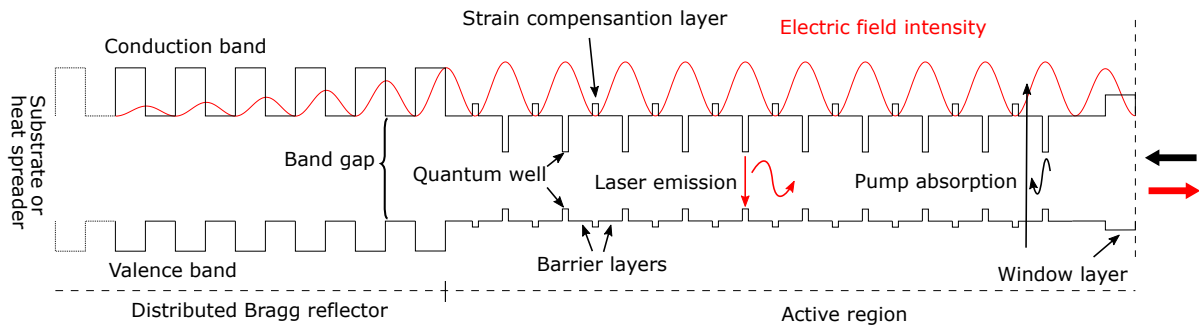 Strain compensantion layer
Electric field intensity
Conduction band
Substrate or
heat spreader
Band gap
Quantum well
Laser emission
Pump absorption
Valence band
Barrier layers
Window layer
Distributed Bragg reflector
Active region